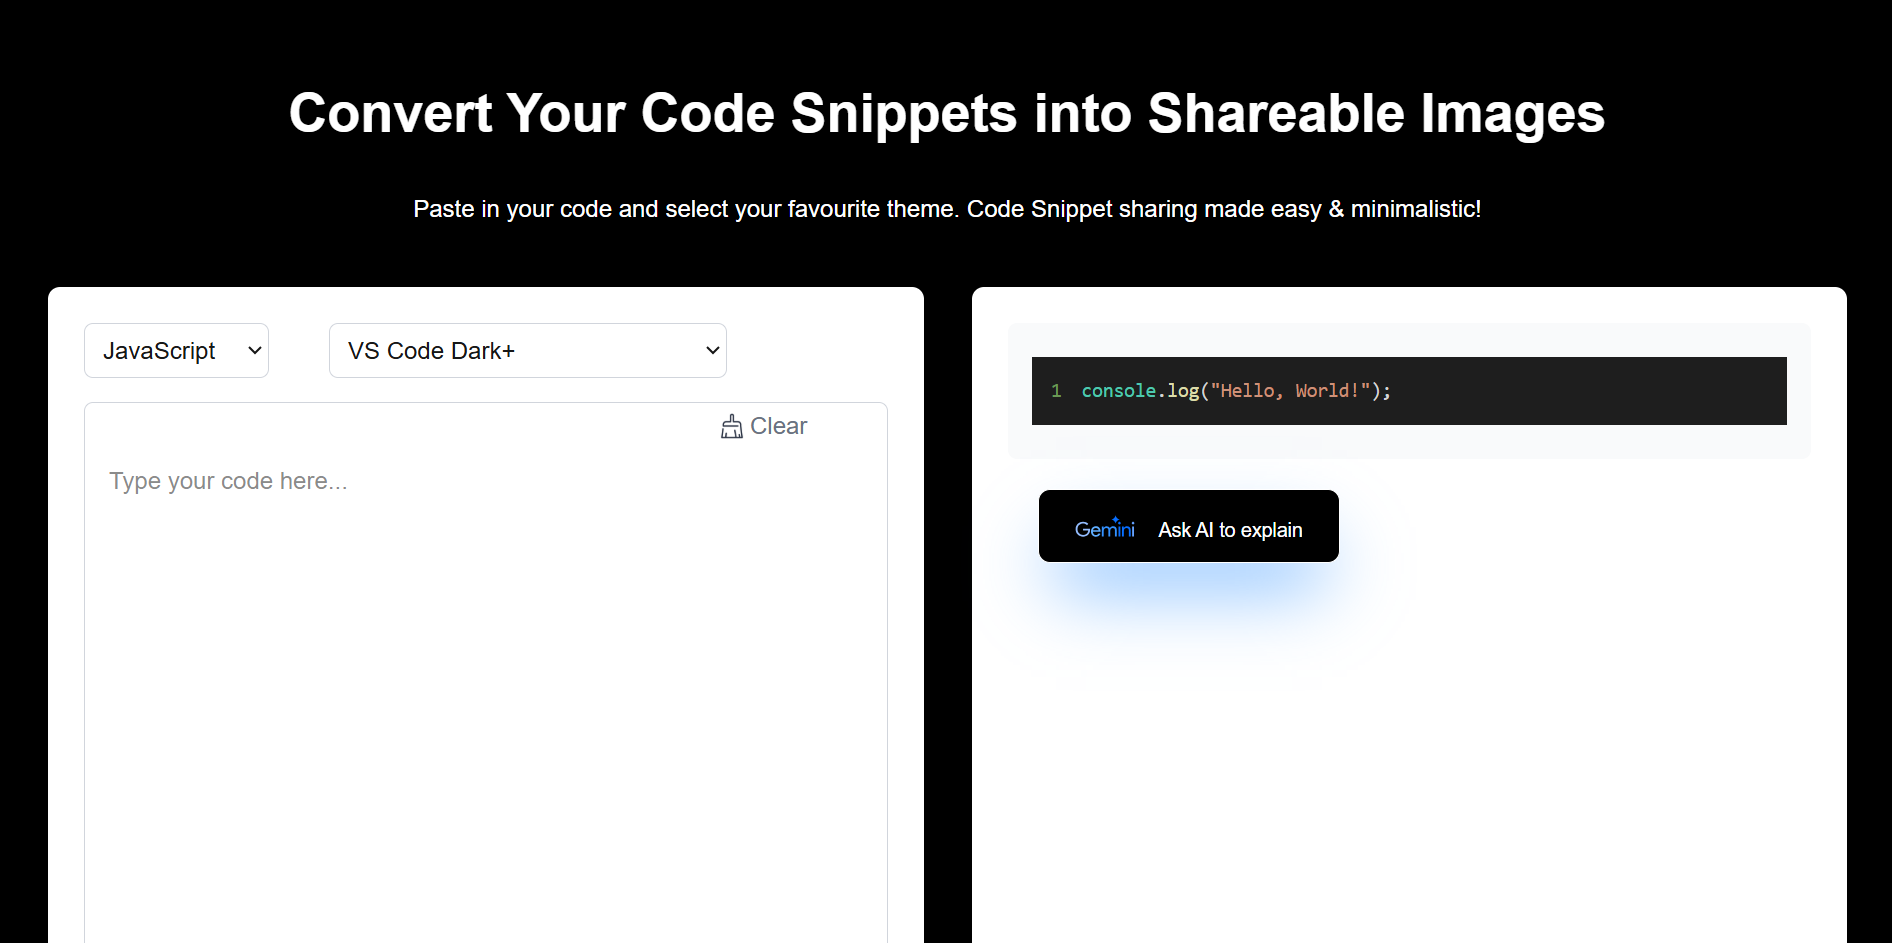 Convert Your Code Snippets into Shareable Images
Paste in your code and select your favourite theme. Code Snippet sharing made easy & minimalistic!
JavaScript
VS Code Dark+
Clear
Type your code here...
1 console.log("Hello, World!");
Gemini Ask AI to explain